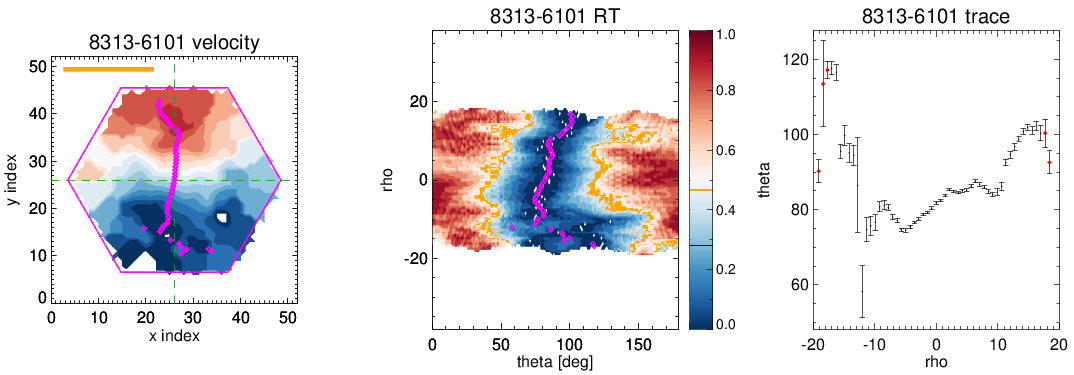 8313-6101 velocity
50
40
30
20
10
0
y index
0 10 20 30 40 50
x index
8313-6101 RT
20
0
-20
rho
0 50 100 150
theta [deg]
1.0
0.8
0.6
0.4
0.2
0.0
8313-6101 trace
120
100
80
60
theta
-20 -10 0 10 20
rho